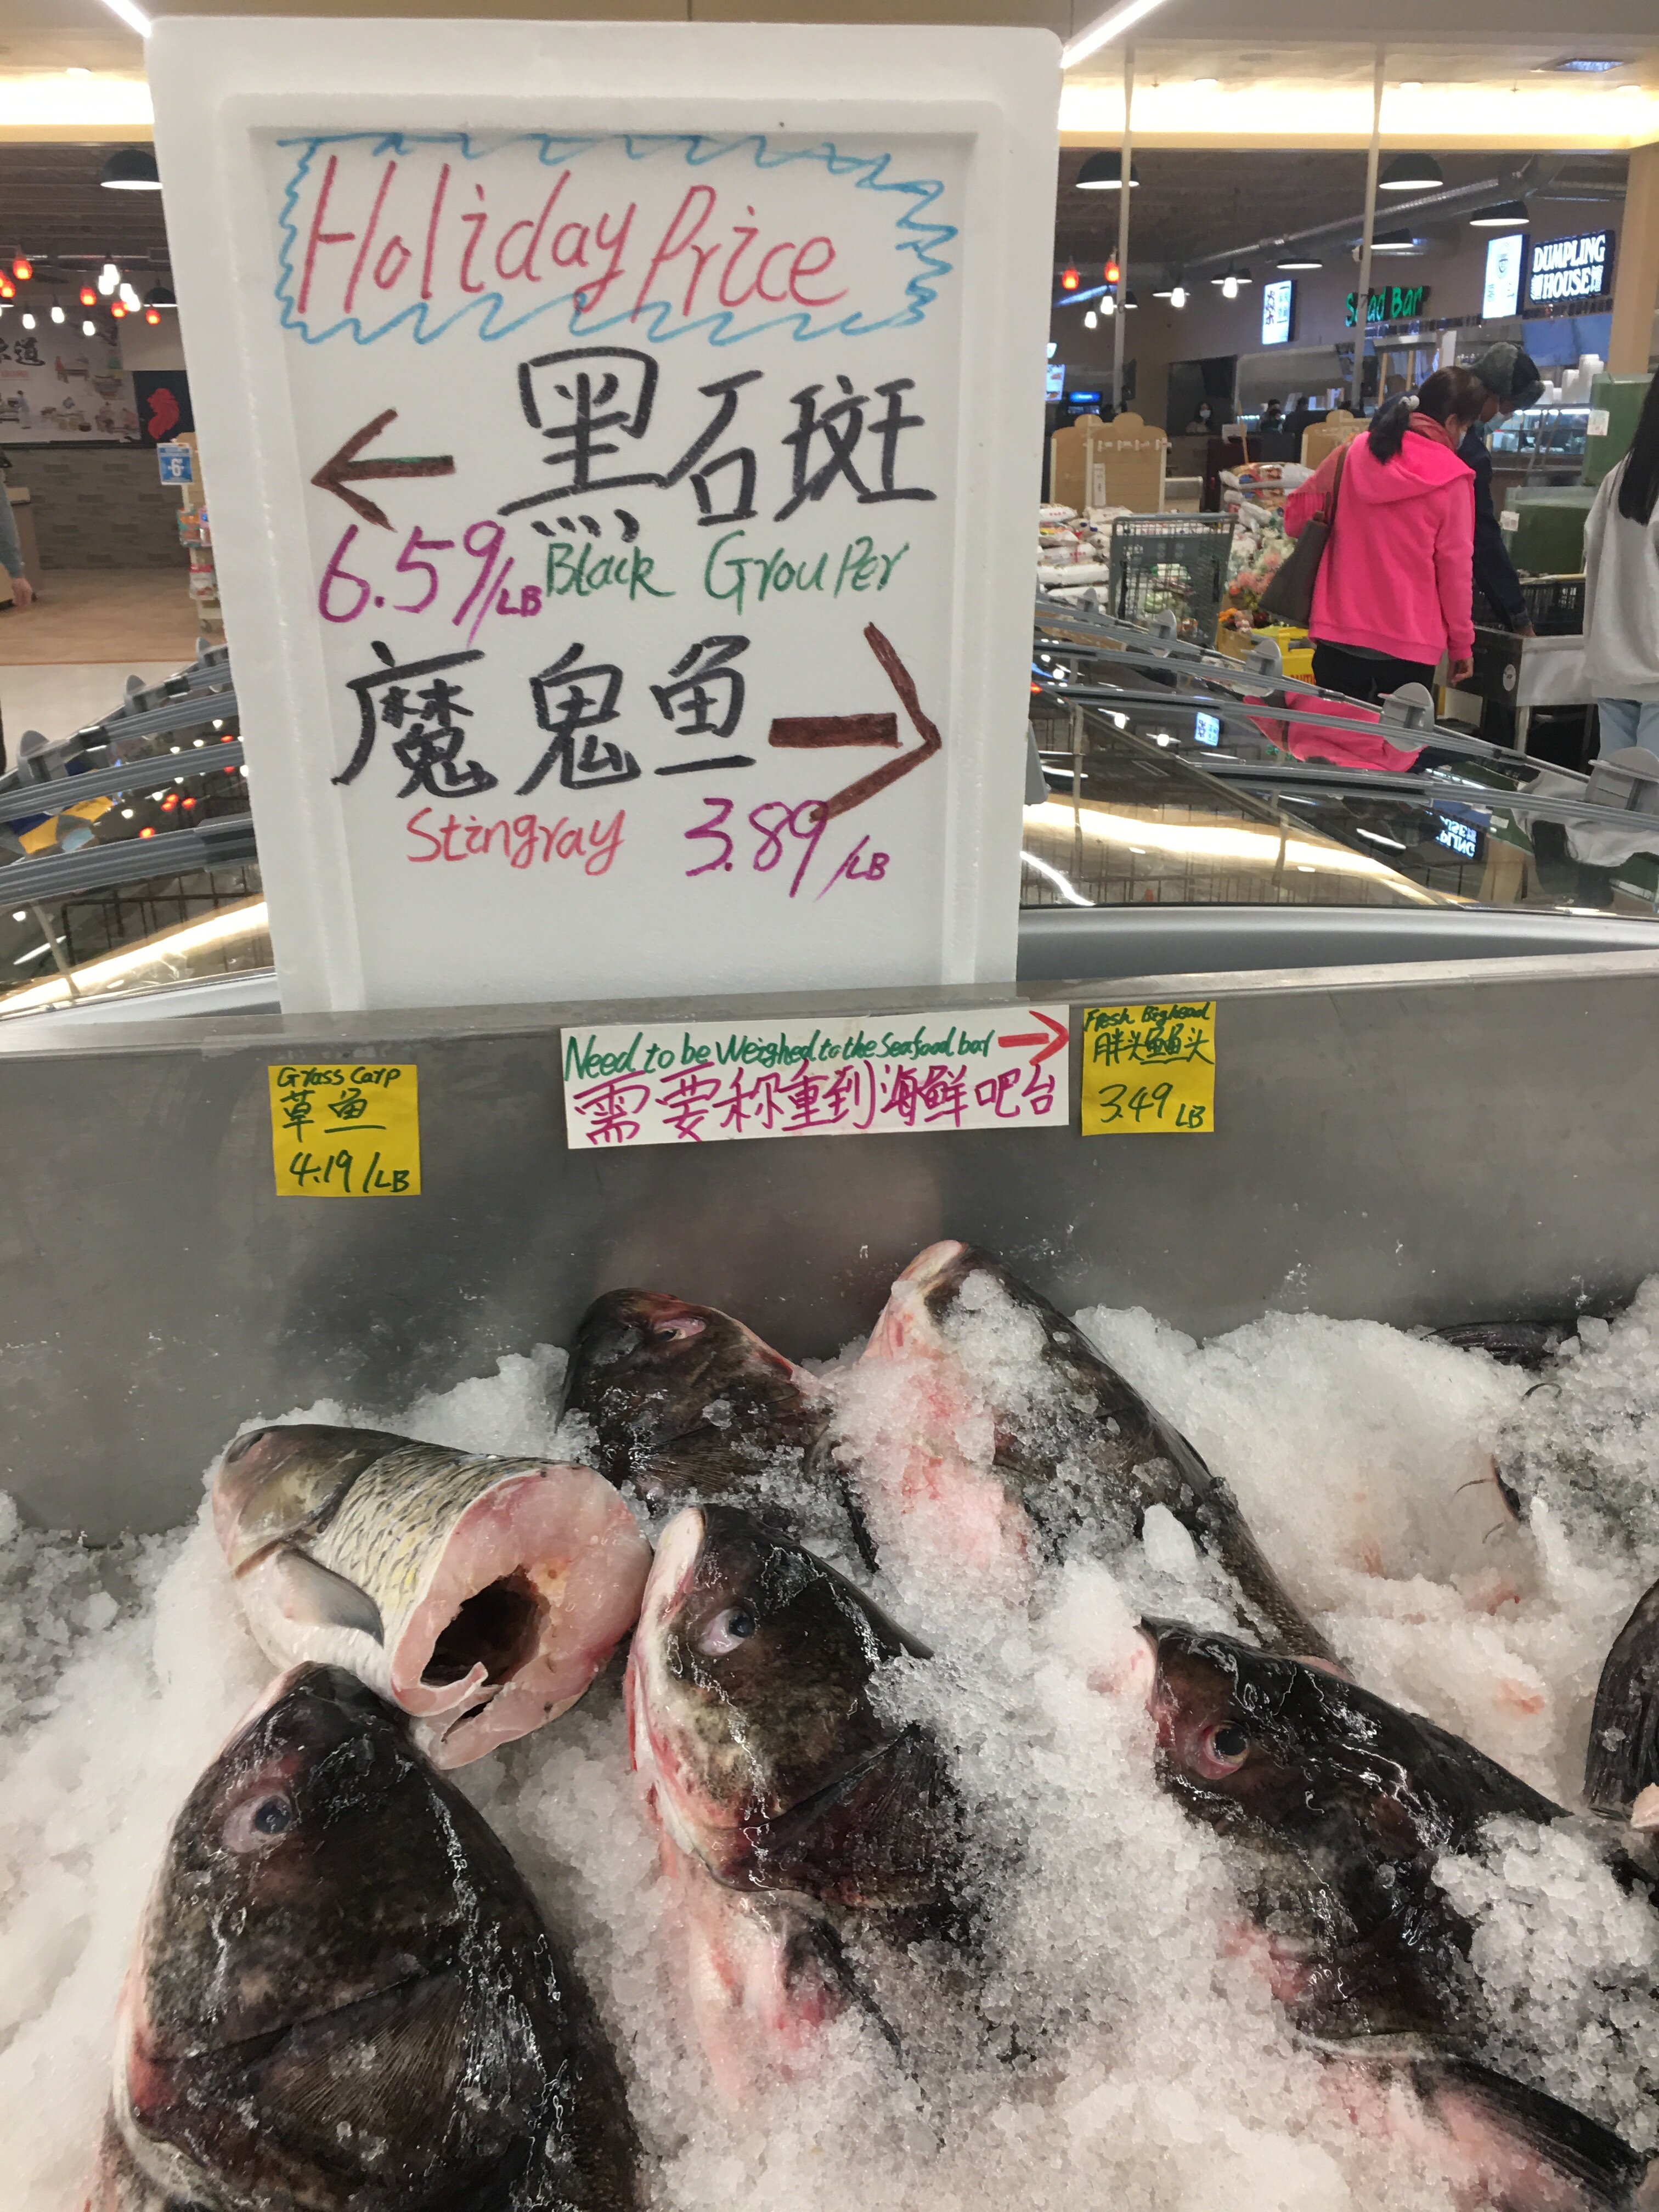 Holiday Price
黑石斑
6.59/LB Black GrouPer
魔鬼鱼
Stingray 3.89/LB
Grass Carp
草鱼
4.19/LB
Need to be Weighed to the Seafood bar
需要称重到海鲜吧台
Fresh Bighead
胖头鱼头
3.49 LB
Salad Bar
DUMPLING
HOUSE